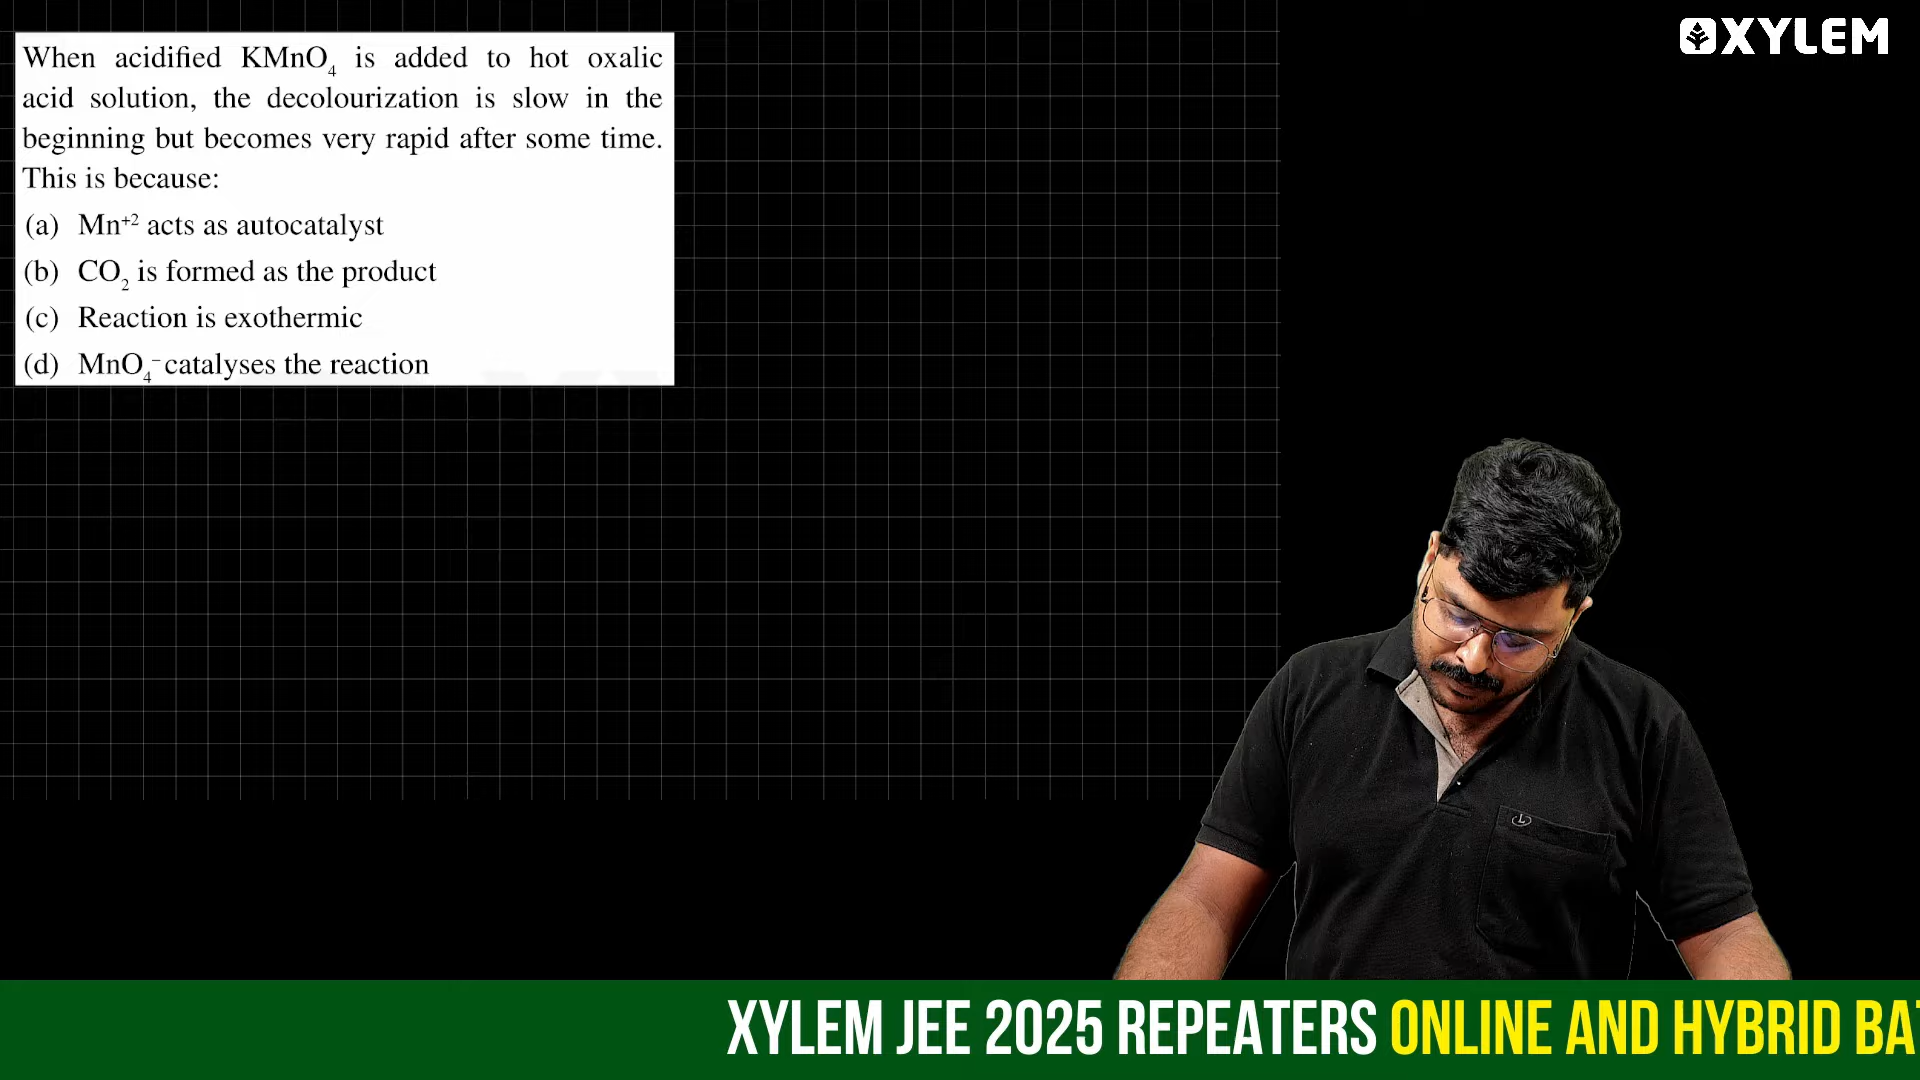 XYLEM
When acidified KMnO₄ is added to hot oxalic
acid solution, the decolourization is slow in the
beginning but becomes very rapid after some time.
This is because:
(a) Mn⁺² acts as autocatalyst
(b) CO₂ is formed as the product
(c) Reaction is exothermic
(d) MnO₄⁻ catalyses the reaction
XYLEM JEE 2025 REPEATERS ONLINE AND HYBRID BA